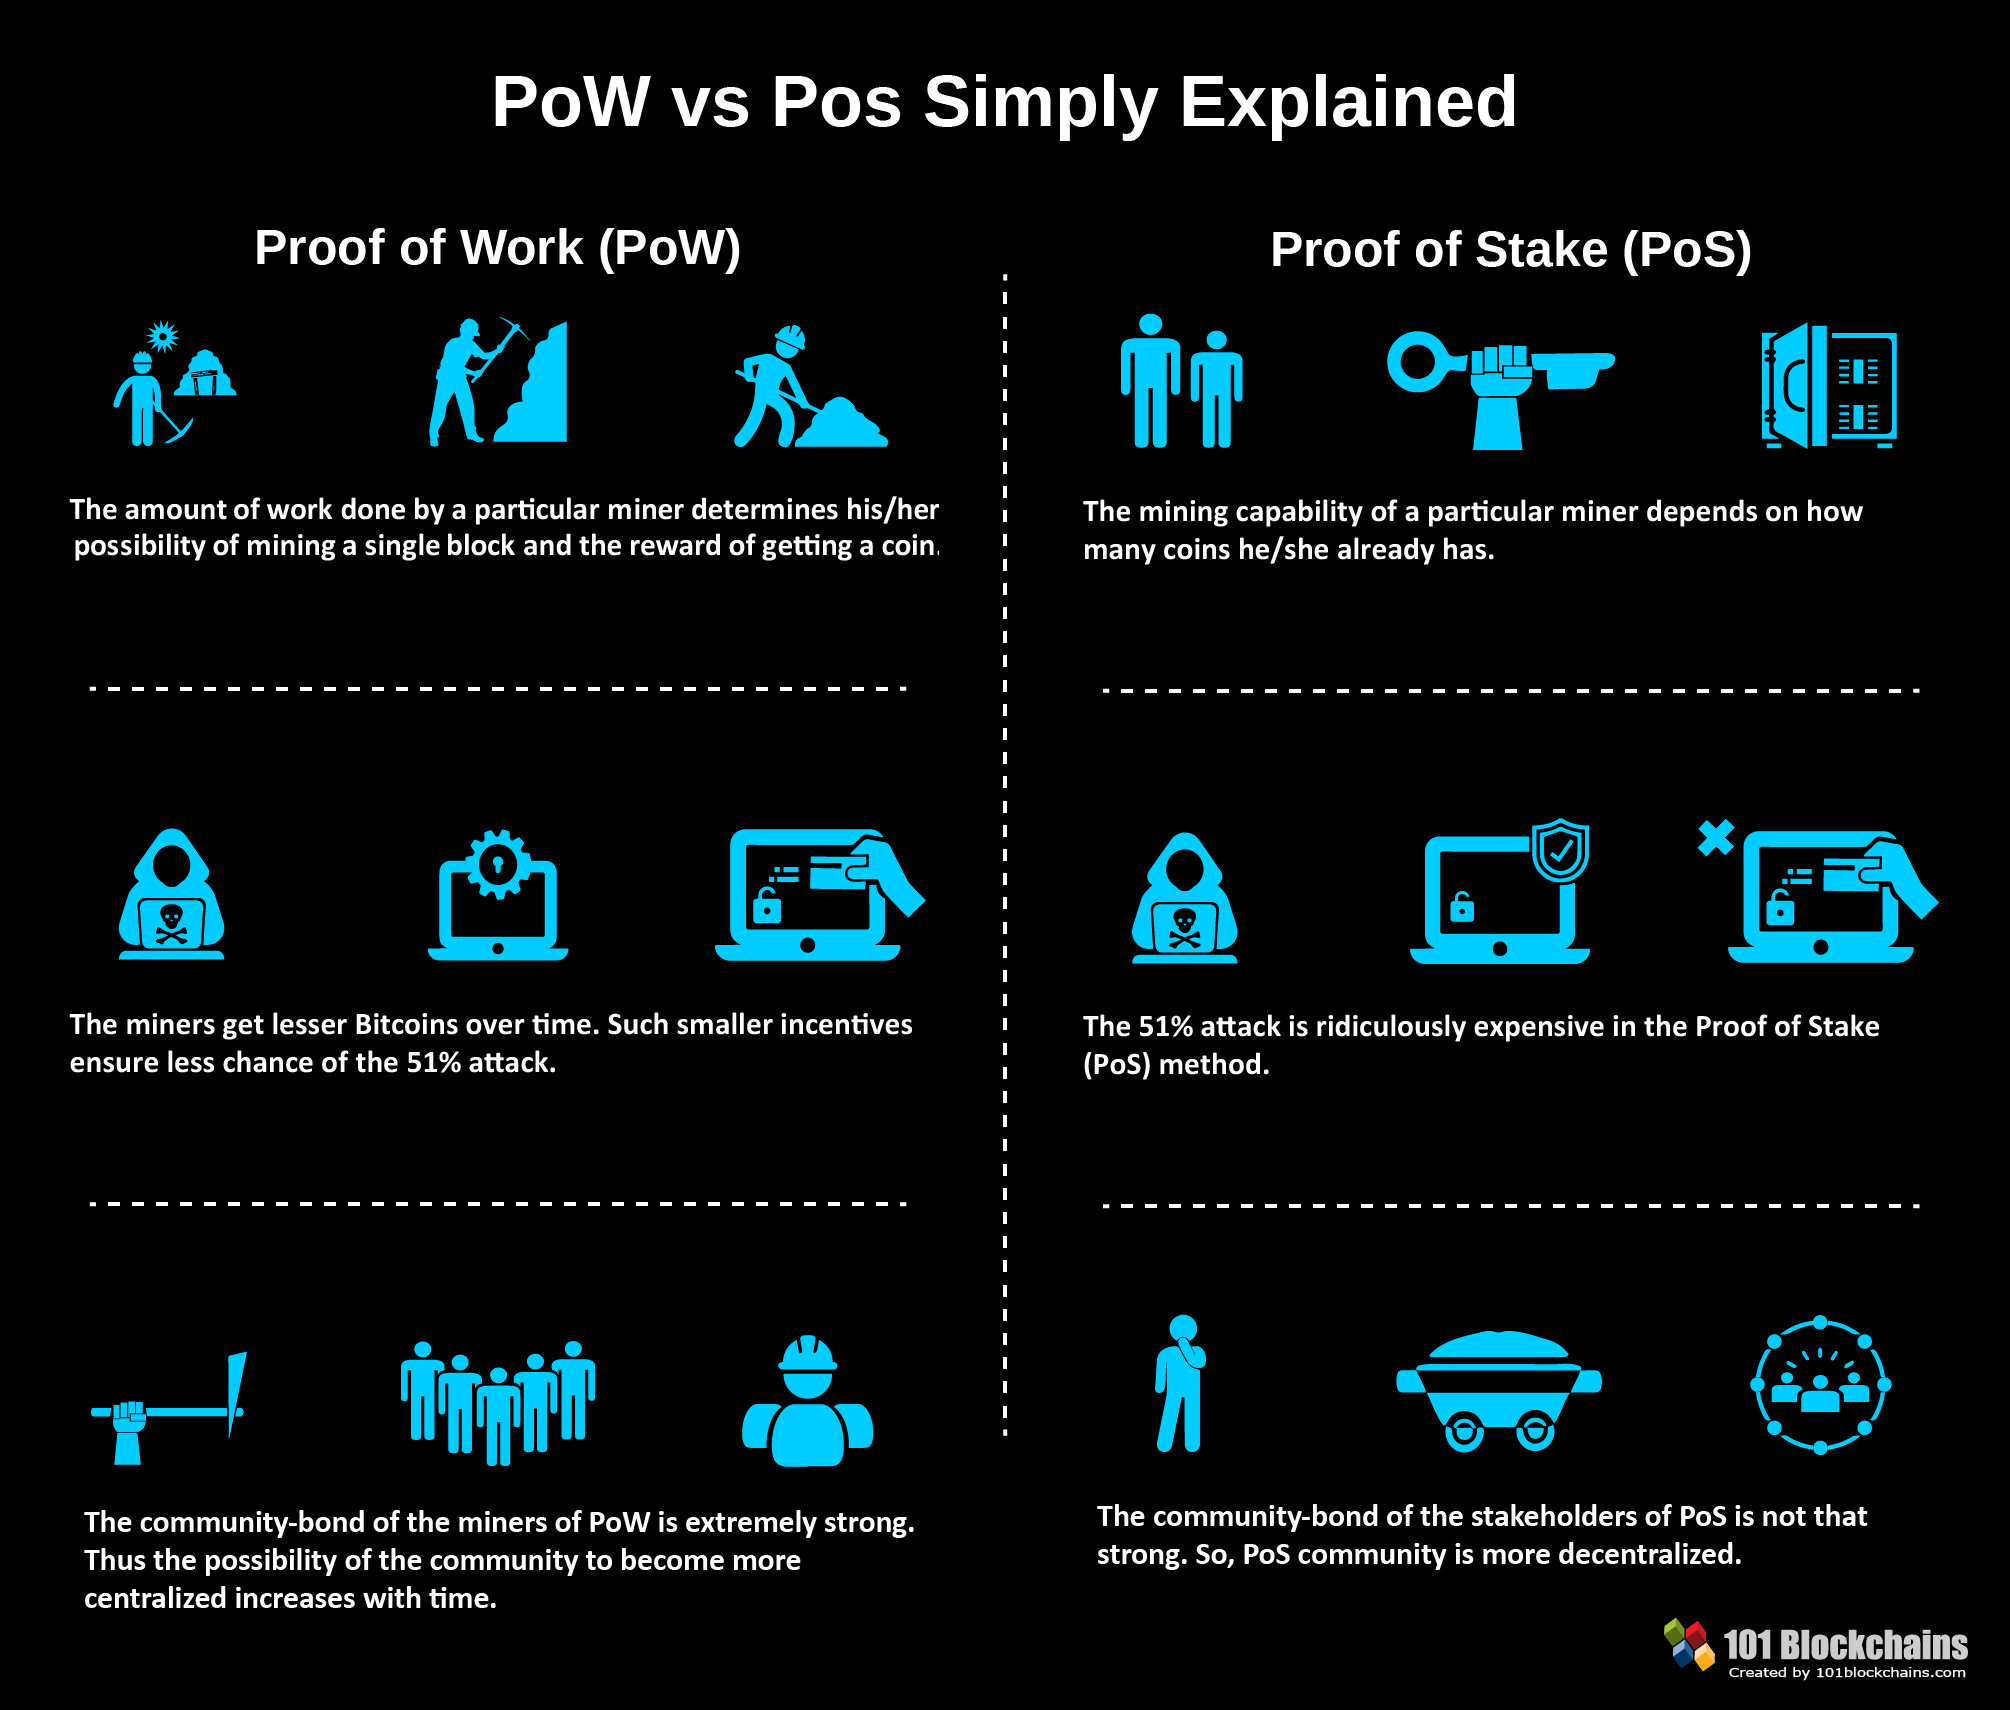 PoW vs Pos Simply Explained
Proof of Work (PoW)
The amount of work done by a particular miner determines his/her
possibility of mining a single block and the reward of getting a coin.
The miners get lesser Bitcoins over time. Such smaller incentives
ensure less chance of the 51% attack.
The community-bond of the miners of PoW is extremely strong.
Thus the possibility of the community to become more
centralized increases with time.
Proof of Stake (PoS)
The mining capability of a particular miner depends on how
many coins he/she already has.
The 51% attack is ridiculously expensive in the Proof of Stake
(PoS) method.
The community-bond of the stakeholders of PoS is not that
strong. So, PoS community is more decentralized.
101 Blockchains
Created by 101blockchains.com